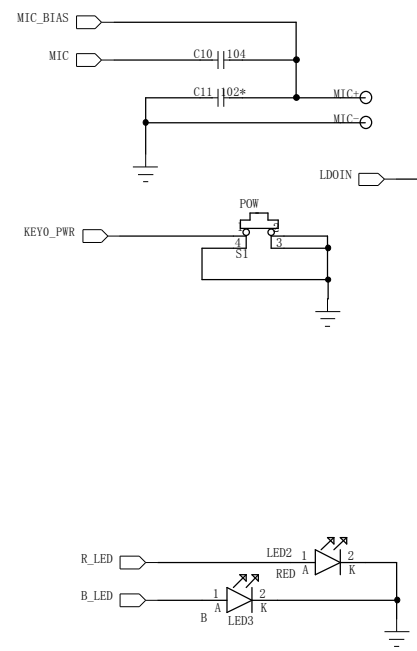 MIC_BIAS
MIC
C10 104
C11 102*
MIC+
MIC-
LDOIN
POW
KEYO_PWR
1 2
4 3
S1
R_LED
LED2 1 2
RED A K
B_LED
1 2
A K
B LED3